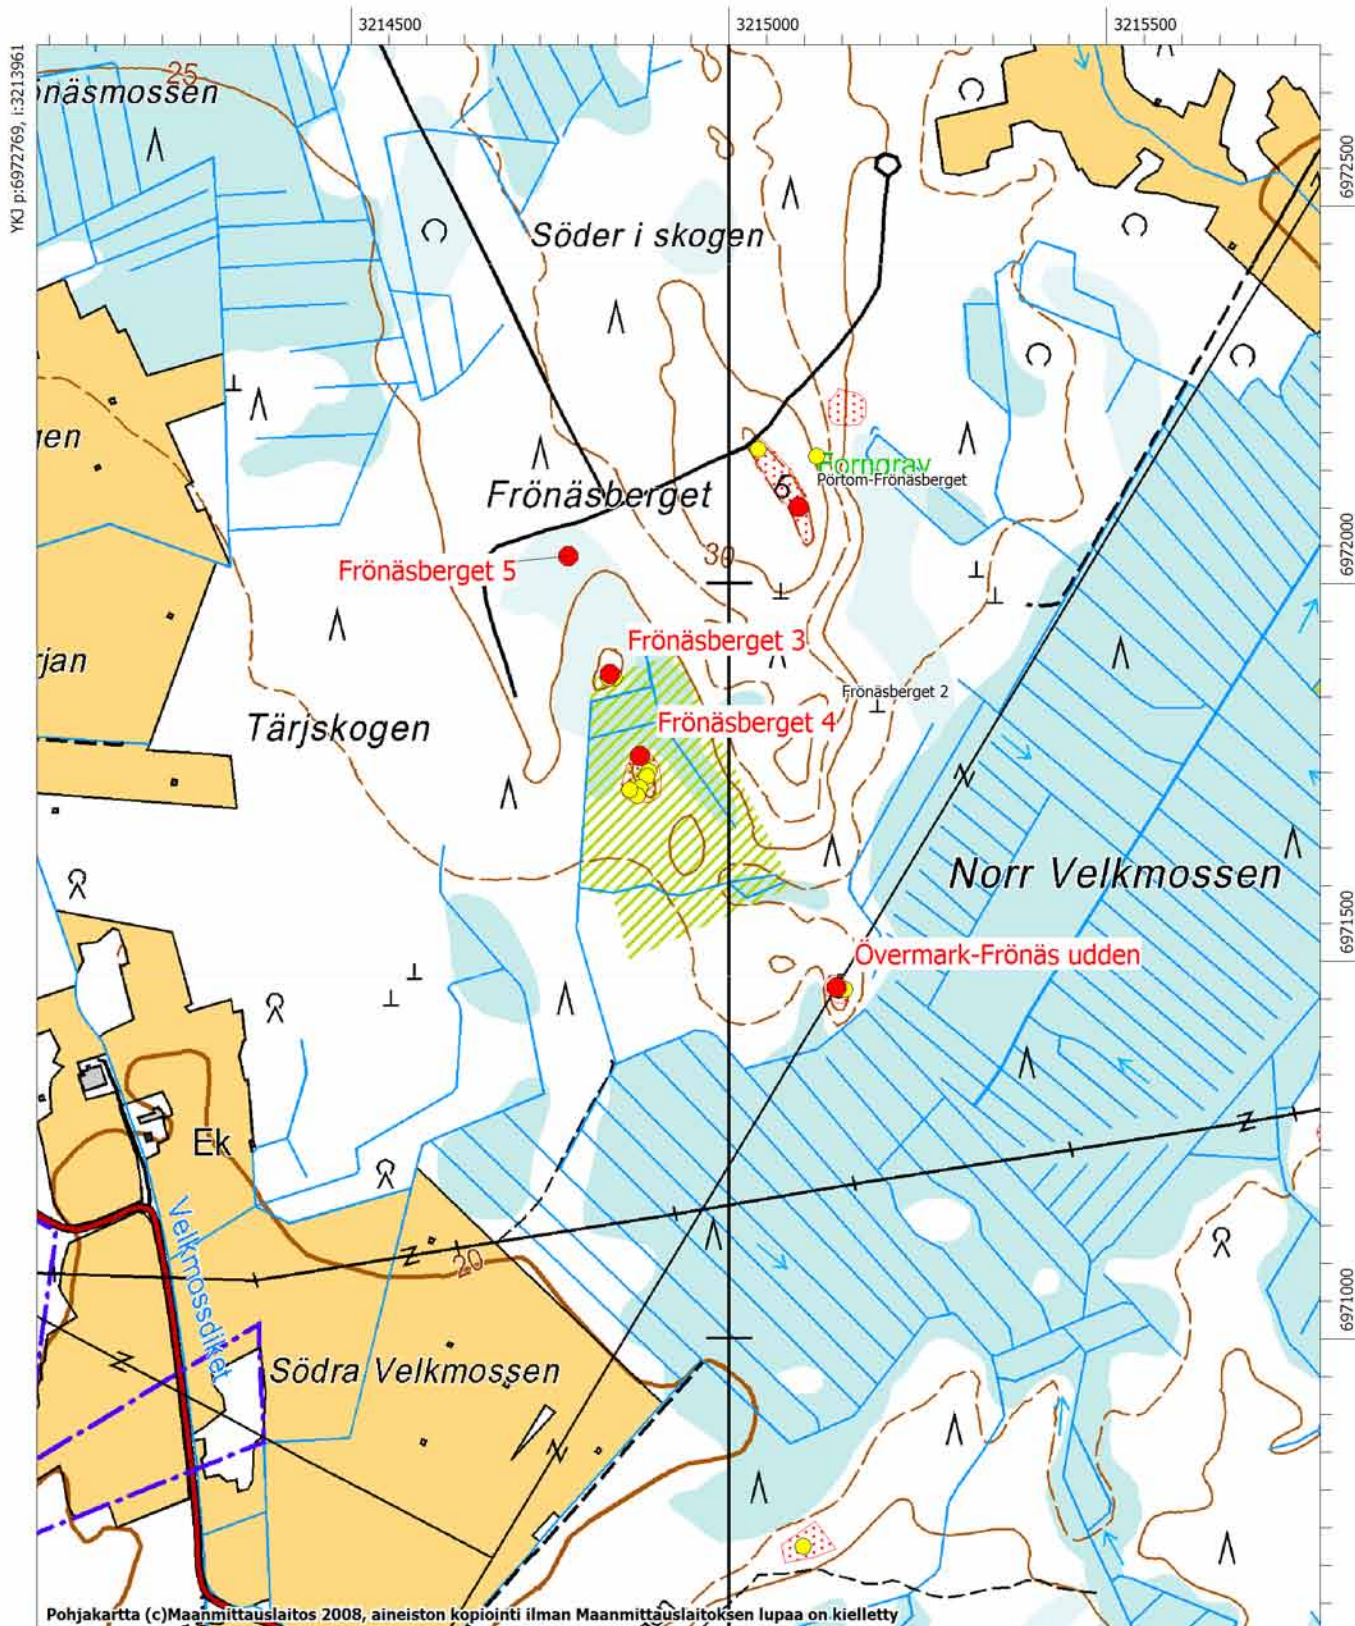 3214500
3215000
3215500
YKJ p:6972769, i:3213961
näsmossen
25
6972500
Söder i skogen
gen
Forngrav
Pörtom-Frönäsberget
Frönäsberget
6
30
6972000
Frönäsberget 5
Frönäsberget 3
rjan
Frönäsberget 2
Frönäsberget 4
Tärjskogen
Norr Velkmossen
6971500
Övermark-Frönäs udden
Ek
Velkmossdiket
20
6971000
Södra Velkmossen
Pohjakartta (c)Maanmittauslaitos 2008, aineiston kopiointi ilman Maanmittauslaitoksen lupaa on kielletty